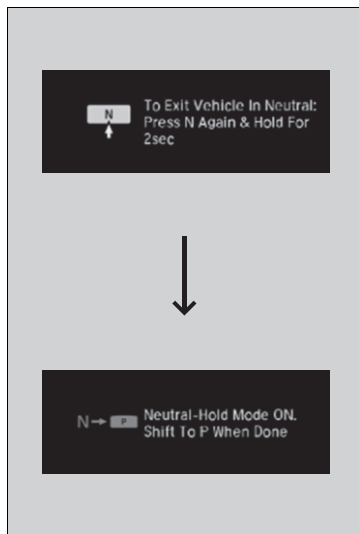 N
To Exit Vehicle In Neutral:
Press N Again & Hold For
2sec
N P
Neutral-Hold Mode ON.
Shift To P When Done